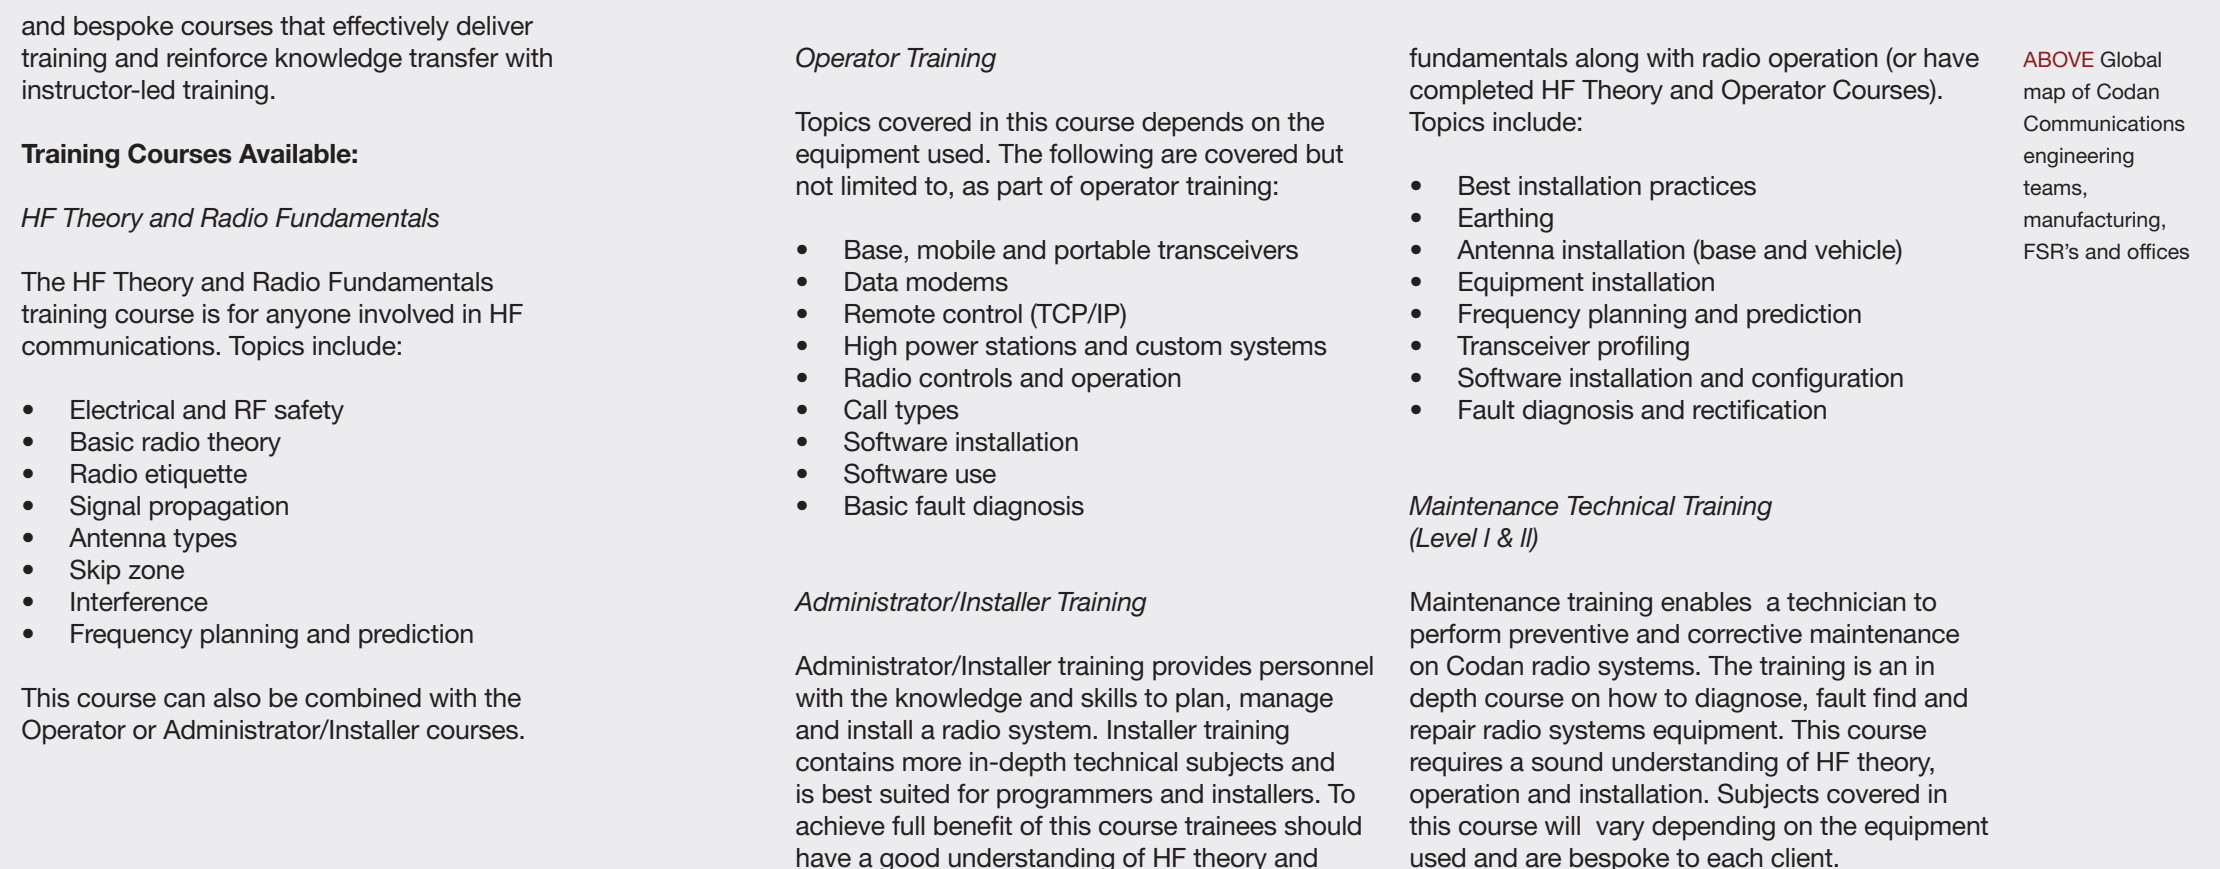 and bespoke courses that effectively deliver
training and reinforce knowledge transfer with
instructor-led training.
Training Courses Available:
HF Theory and Radio Fundamentals
The HF Theory and Radio Fundamentals
training course is for anyone involved in HF
communications. Topics include:
• Electrical and RF safety
• Basic radio theory
• Radio etiquette
• Signal propagation
• Antenna types
• Skip zone
• Interference
• Frequency planning and prediction
This course can also be combined with the
Operator or Administrator/Installer courses.
Operator Training
Topics covered in this course depends on the
equipment used. The following are covered but
not limited to, as part of operator training:
• Base, mobile and portable transceivers
• Data modems
• Remote control (TCP/IP)
• High power stations and custom systems
• Radio controls and operation
• Call types
• Software installation
• Software use
• Basic fault diagnosis
Administrator/Installer Training
Administrator/Installer training provides personnel
with the knowledge and skills to plan, manage
and install a radio system. Installer training
contains more in-depth technical subjects and
is best suited for programmers and installers. To
achieve full benefit of this course trainees should
have a good understanding of HF theory and
fundamentals along with radio operation (or have
completed HF Theory and Operator Courses).
Topics include:
• Best installation practices
• Earthing
• Antenna installation (base and vehicle)
• Equipment installation
• Frequency planning and prediction
• Transceiver profiling
• Software installation and configuration
• Fault diagnosis and rectification
Maintenance Technical Training
(Level I & II)
Maintenance training enables  a technician to
perform preventive and corrective maintenance
on Codan radio systems. The training is an in
depth course on how to diagnose, fault find and
repair radio systems equipment. This course
requires a sound understanding of HF theory,
operation and installation. Subjects covered in
this course will  vary depending on the equipment
used and are bespoke to each client.
ABOVE Global
map of Codan
Communications
engineering
teams,
manufacturing,
FSR's and offices